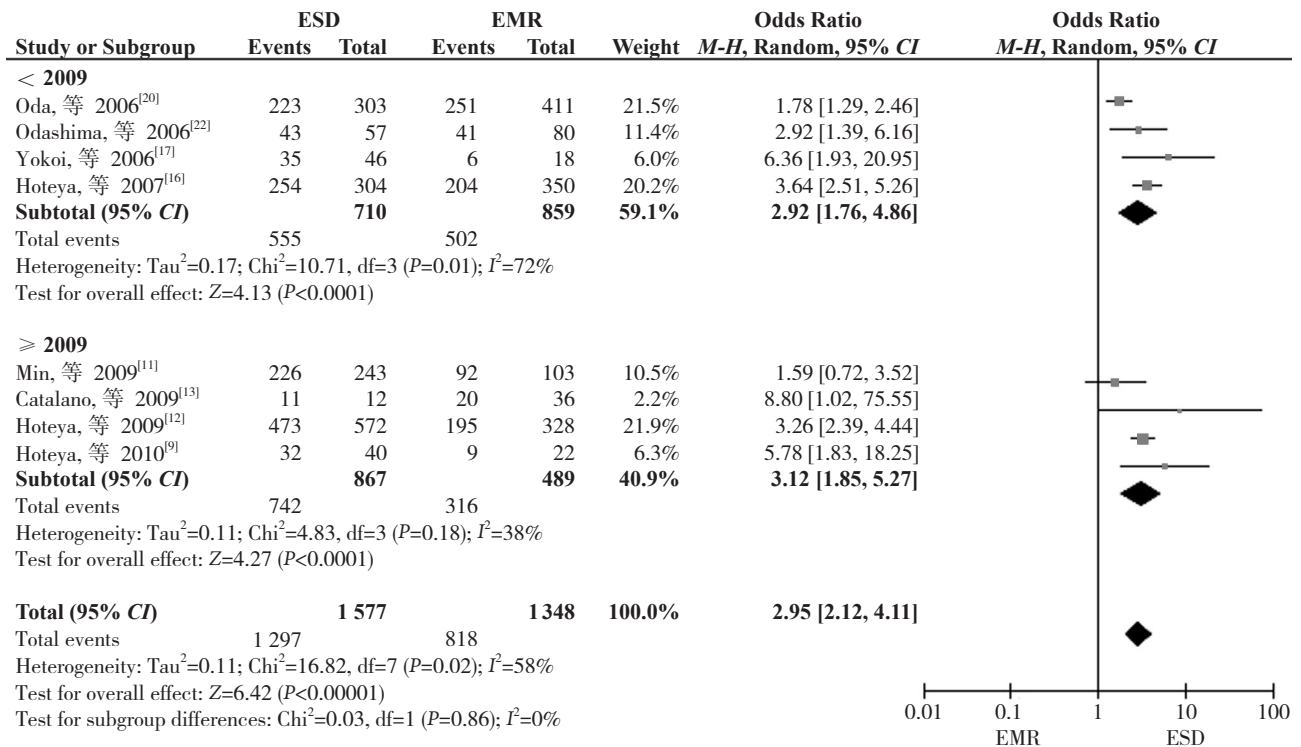 ESD EMR Odds Ratio Odds Ratio
Study or Subgroup Events Total Events Total Weight M-H, Random, 95% CI M-H, Random, 95% CI
< 2009
Oda, 等 2006[20] 223 303 251 411 21.5% 1.78 [1.29, 2.46]
Odashima, 等 2006[22] 43 57 41 80 11.4% 2.92 [1.39, 6.16]
Yokoi, 等 2006[17] 35 46 6 18 6.0% 6.36 [1.93, 20.95]
Hoteya, 等 2007[16] 254 304 204 350 20.2% 3.64 [2.51, 5.26]
Subtotal (95% CI) 710 859 59.1% 2.92 [1.76, 4.86]
Total events 555 502
Heterogeneity: Tau²=0.17; Chi²=10.71, df=3 (P=0.01); I²=72%
Test for overall effect: Z=4.13 (P<0.0001)
≥ 2009
Min, 等 2009[11] 226 243 92 103 10.5% 1.59 [0.72, 3.52]
Catalano, 等 2009[13] 11 12 20 36 2.2% 8.80 [1.02, 75.55]
Hoteya, 等 2009[12] 473 572 195 328 21.9% 3.26 [2.39, 4.44]
Hoteya, 等 2010[9] 32 40 9 22 6.3% 5.78 [1.83, 18.25]
Subtotal (95% CI) 867 489 40.9% 3.12 [1.85, 5.27]
Total events 742 316
Heterogeneity: Tau²=0.11; Chi²=4.83, df=3 (P=0.18); I²=38%
Test for overall effect: Z=4.27 (P<0.0001)
Total (95% CI) 1 577 1 348 100.0% 2.95 [2.12, 4.11]
Total events 1 297 818
Heterogeneity: Tau²=0.11; Chi²=16.82, df=7 (P=0.02); I²=58%
Test for overall effect: Z=6.42 (P<0.00001)
Test for subgroup differences: Chi²=0.03, df=1 (P=0.86); I²=0%
0.01 0.1 1 10 100
EMR ESD